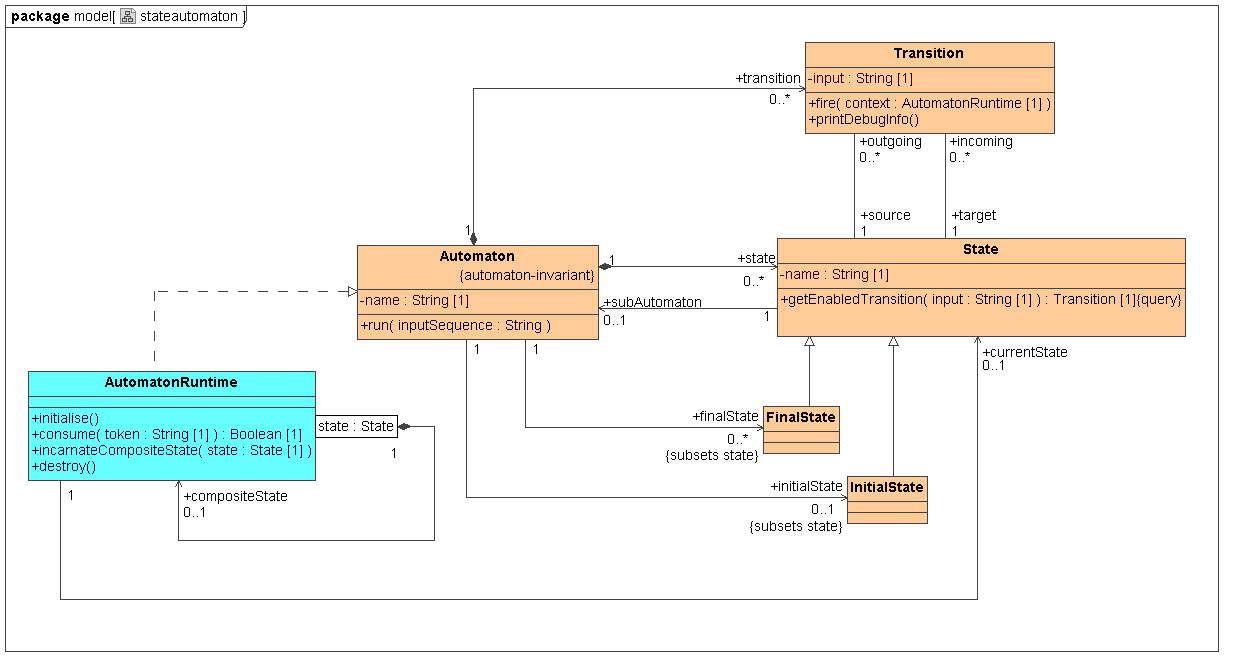 package model[ stateautomaton ]
Transition
-input : String [1]
+fire( context : AutomatonRuntime [1] )
+printDebugInfo()
+transition
0..*
+outgoing
0..*
+incoming
0..*
+source
1
+target
1
1
Automaton
{automaton-invariant}
-name : String [1]
+run( inputSequence : String )
1
+state
0..*
+subAutomaton
0..1
1
State
-name : String [1]
+getEnabledTransition( input : String [1] ) : Transition [1]{query}
1
1
+currentState
0..1
AutomatonRuntime
+initialise()
+consume( token : String [1] ) : Boolean [1]
+incarnateCompositeState( state : State [1] )
+destroy()
state : State
1
+finalState
0..*
{subsets state}
FinalState
+initialState
0..1
{subsets state}
InitialState
1
+compositeState
0..1